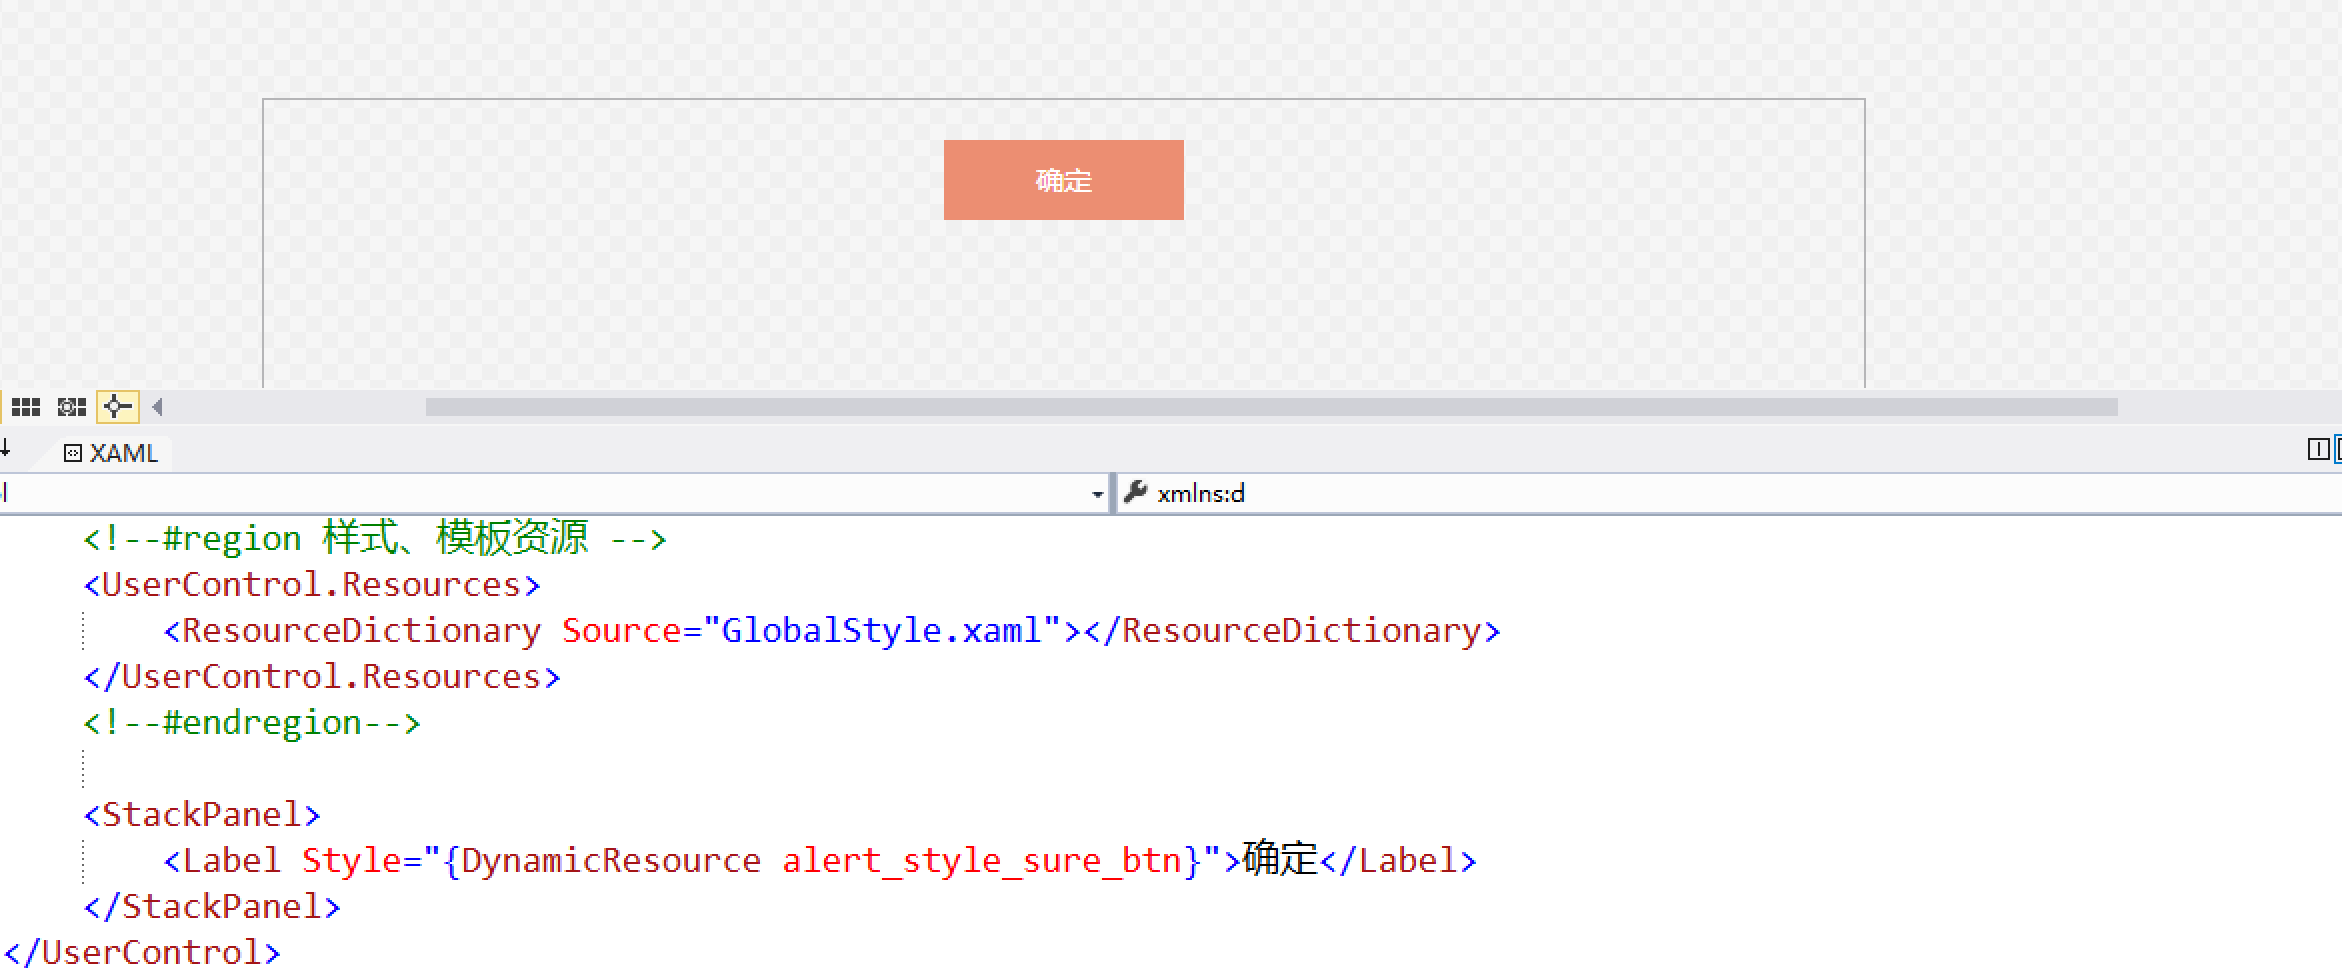 确定
XAML
xmlns:d
<!--#region 样式、模板资源 -->
<UserControl.Resources>
<ResourceDictionary Source="GlobalStyle.xaml"></ResourceDictionary>
</UserControl.Resources>
<!--#endregion-->
<StackPanel>
<Label Style="{DynamicResource alert_style_sure_btn}">确定</Label>
</StackPanel>
</UserControl>